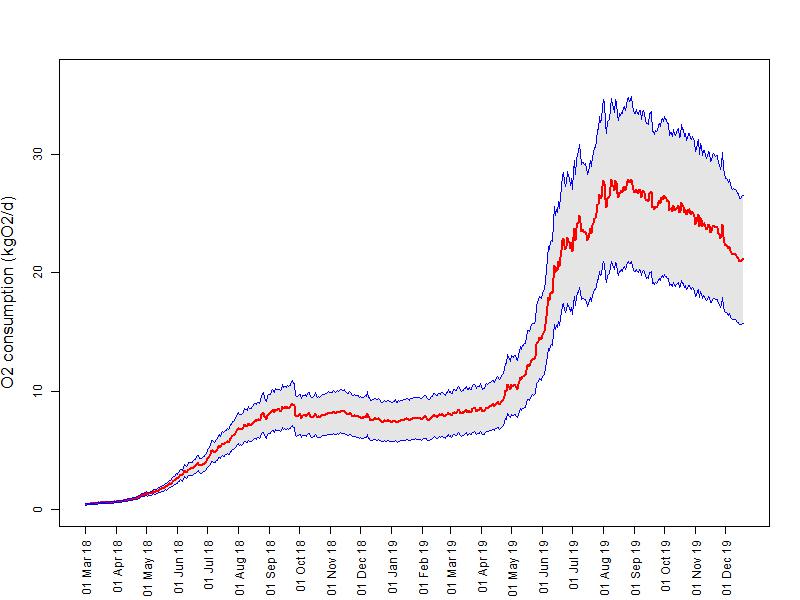 O2 consumption (kgO2/d)
30
20
10
0
01 Mar 18
01 Apr 18
01 May 18
01 Jun 18
01 Jul 18
01 Aug 18
01 Sep 18
01 Oct 18
01 Nov 18
01 Dec 18
01 Jan 19
01 Feb 19
01 Mar 19
01 Apr 19
01 May 19
01 Jun 19
01 Jul 19
01 Aug 19
01 Sep 19
01 Oct 19
01 Nov 19
01 Dec 19